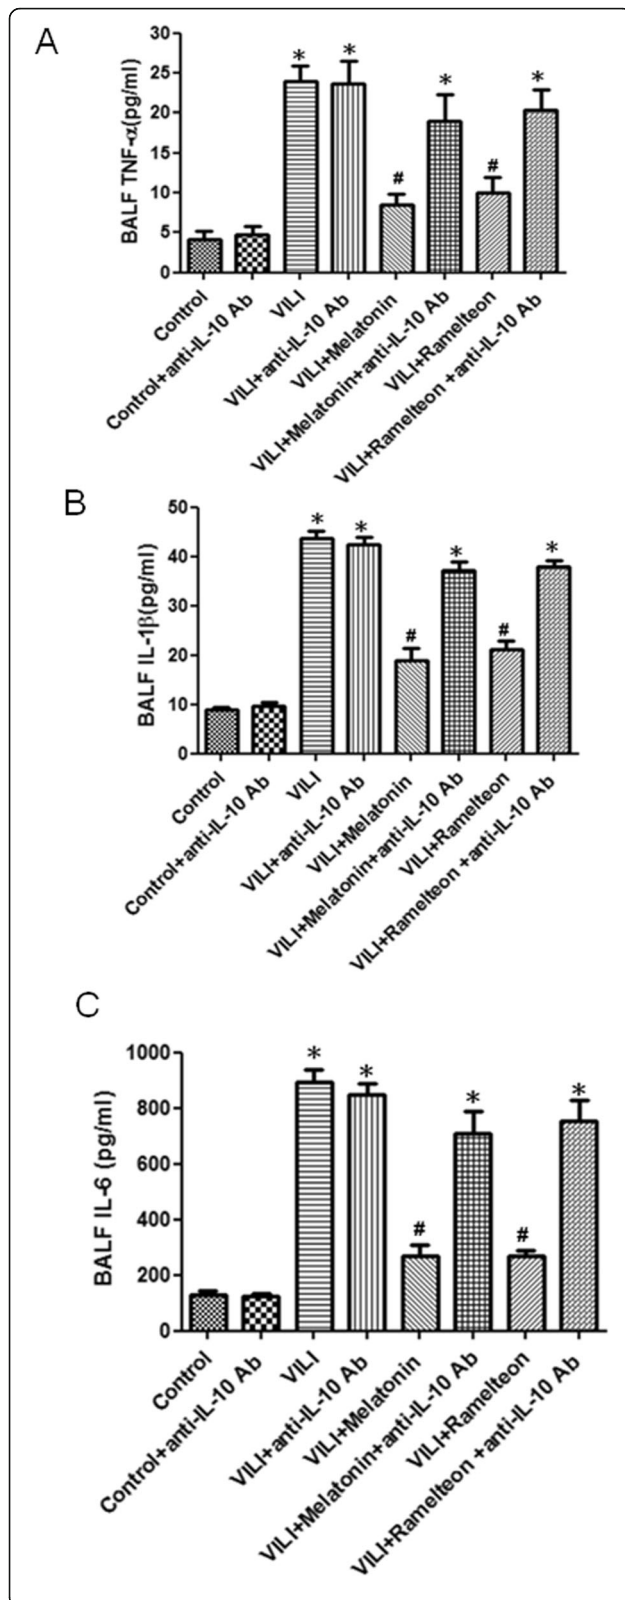 A
BALF TNF-α(pg/ml)
30
25
20
15
10
5
0
* * # * # *
Control
Control+anti-IL-10 Ab
VILI
VILI+anti-IL-10 Ab
VILI+Melatonin
VILI+Melatonin+anti-IL-10 Ab
VILI+Ramelteon
VILI+Ramelteon +anti-IL-10 Ab
B
BALF IL-1β(pg/ml)
50
40
30
20
10
0
* * # * # *
Control
Control+anti-IL-10 Ab
VILI
VILI+anti-IL-10 Ab
VILI+Melatonin
VILI+Melatonin+anti-IL-10 Ab
VILI+Ramelteon
VILI+Ramelteon +anti-IL-10 Ab
C
BALF IL-6 (pg/ml)
1000
800
600
400
200
0
* * # * # *
Control
Control+anti-IL-10 Ab
VILI
VILI+anti-IL-10 Ab
VILI+Melatonin
VILI+Melatonin+anti-IL-10 Ab
VILI+Ramelteon
VILI+Ramelteon +anti-IL-10 Ab